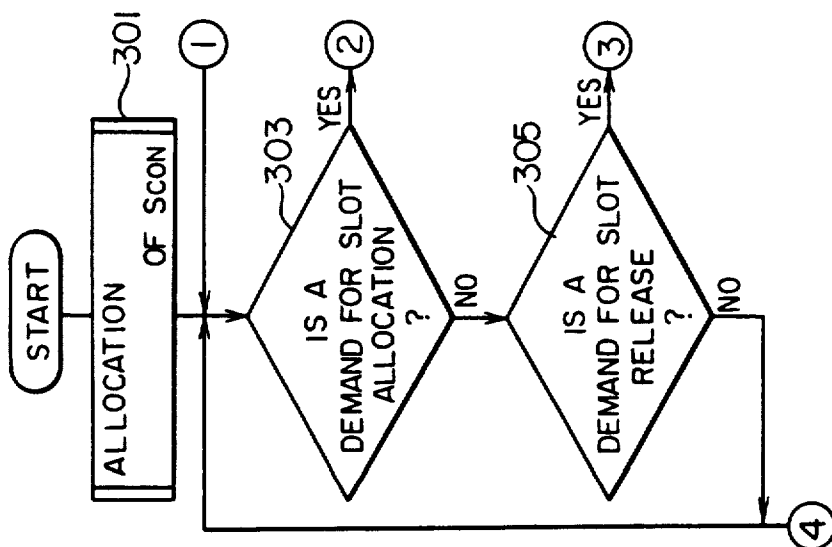 START
301
ALLOCATION
OF SCON
1
303
IS A
DEMAND FOR SLOT
ALLOCATION
?
YES
2
NO
305
IS A
DEMAND FOR SLOT
RELEASE
?
YES
3
NO
4